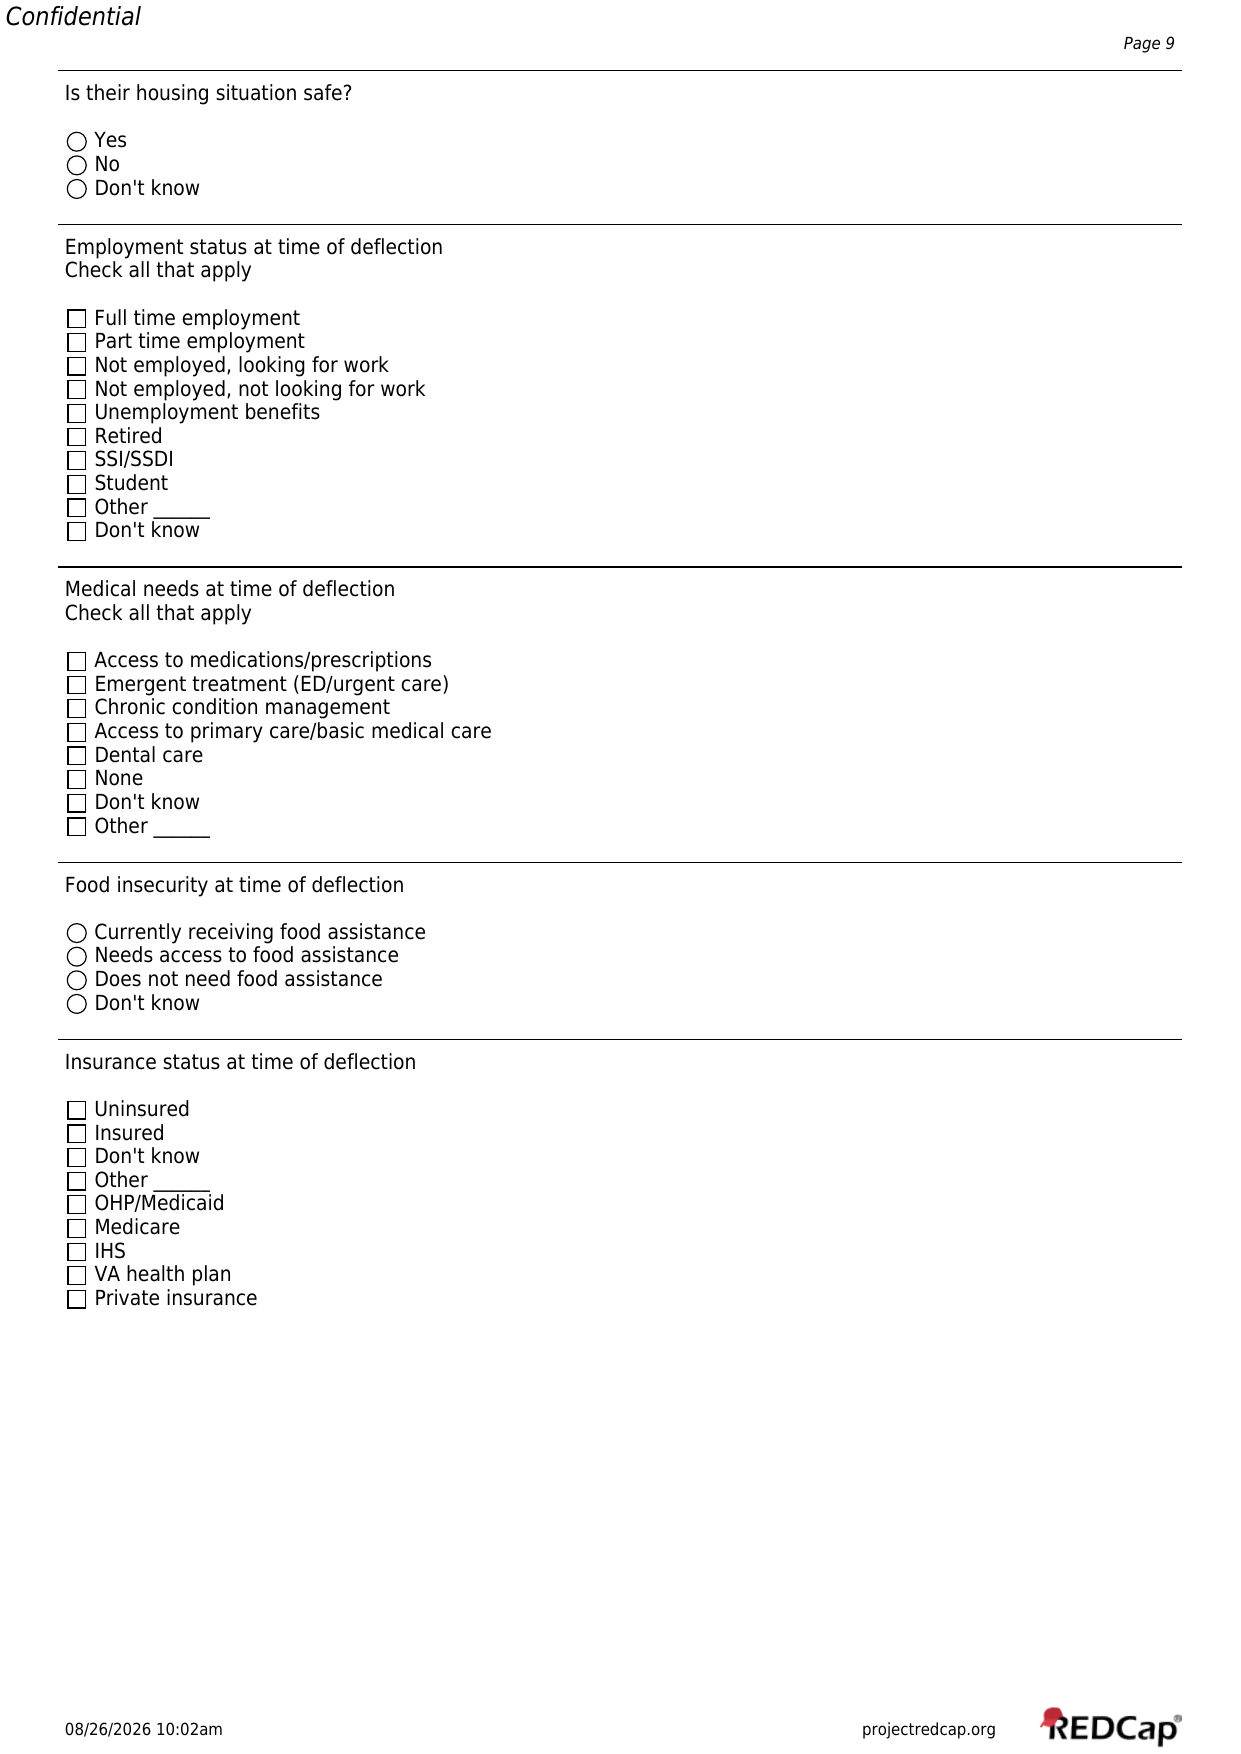 Confidential
Page 9
Is their housing situation safe?
Yes
No
Don't know
Employment status at time of deflection
Check all that apply
Full time employment
Part time employment
Not employed, looking for work
Not employed, not looking for work
Unemployment benefits
Retired
SSI/SSDI
Student
Other ______
Don't know
Medical needs at time of deflection
Check all that apply
Access to medications/prescriptions
Emergent treatment (ED/urgent care)
Chronic condition management
Access to primary care/basic medical care
Dental care
None
Don't know
Other ______
Food insecurity at time of deflection
Currently receiving food assistance
Needs access to food assistance
Does not need food assistance
Don't know
Insurance status at time of deflection
Uninsured
Insured
Don't know
Other ______
OHP/Medicaid
Medicare
IHS
VA health plan
Private insurance
08/26/2026 10:02am projectredcap.org REDCap®